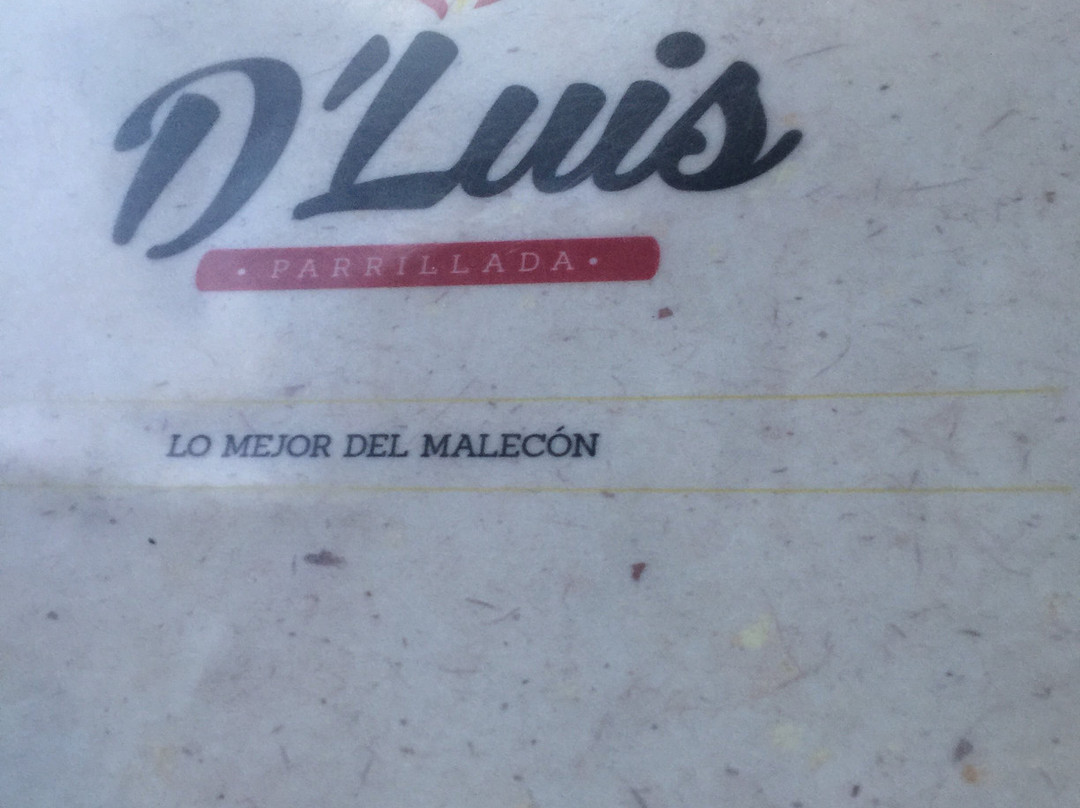 D'Luis
• PARRILLADA •
LO MEJOR DEL MALECÓN